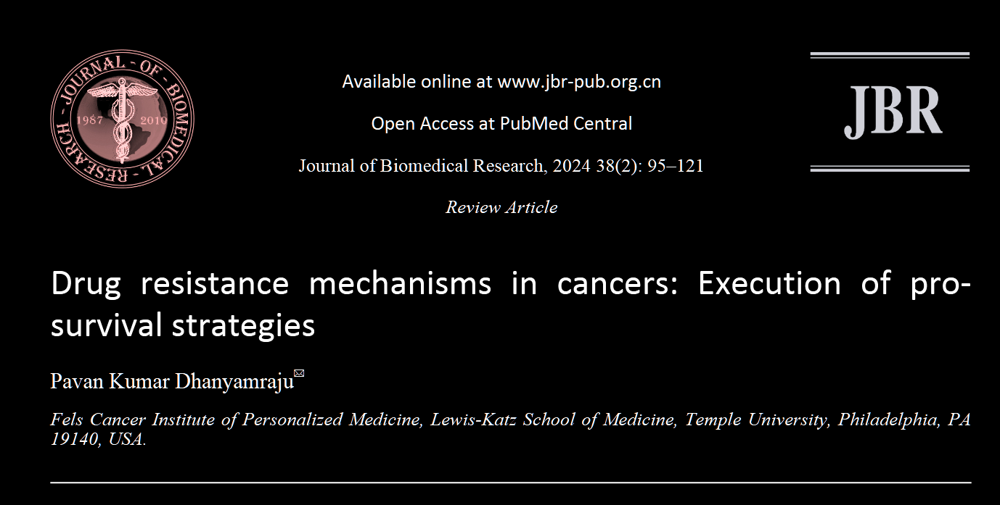 JOURNAL - OF - BIOMEDICAL - RESEARCH -
1987 2010
Available online at www.jbr-pub.org.cn
Open Access at PubMed Central
Journal of Biomedical Research, 2024 38(2): 95–121
Review Article
JBR
Drug resistance mechanisms in cancers: Execution of pro-
survival strategies
Pavan Kumar Dhanyamraju
Fels Cancer Institute of Personalized Medicine, Lewis-Katz School of Medicine, Temple University, Philadelphia, PA
19140, USA.